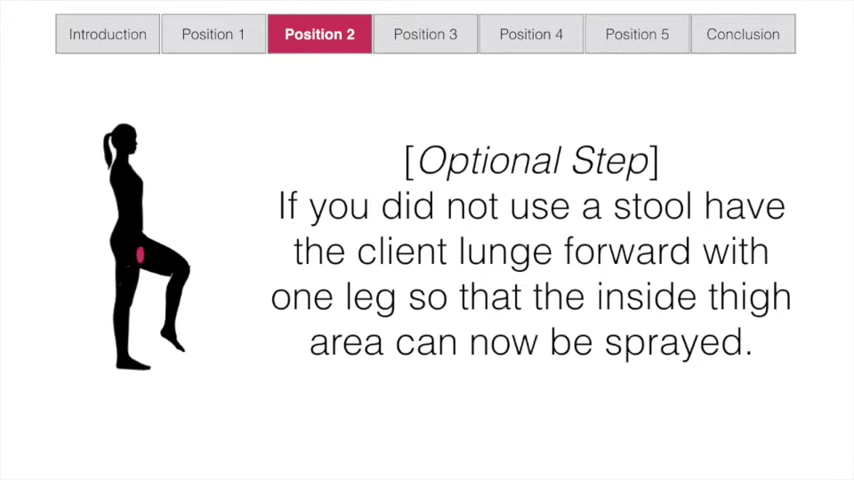 Introduction
Position 1
Position 2
Position 3
Position 4
Position 5
Conclusion
[Optional Step]
If you did not use a stool have
the client lunge forward with
one leg so that the inside thigh
area can now be sprayed.